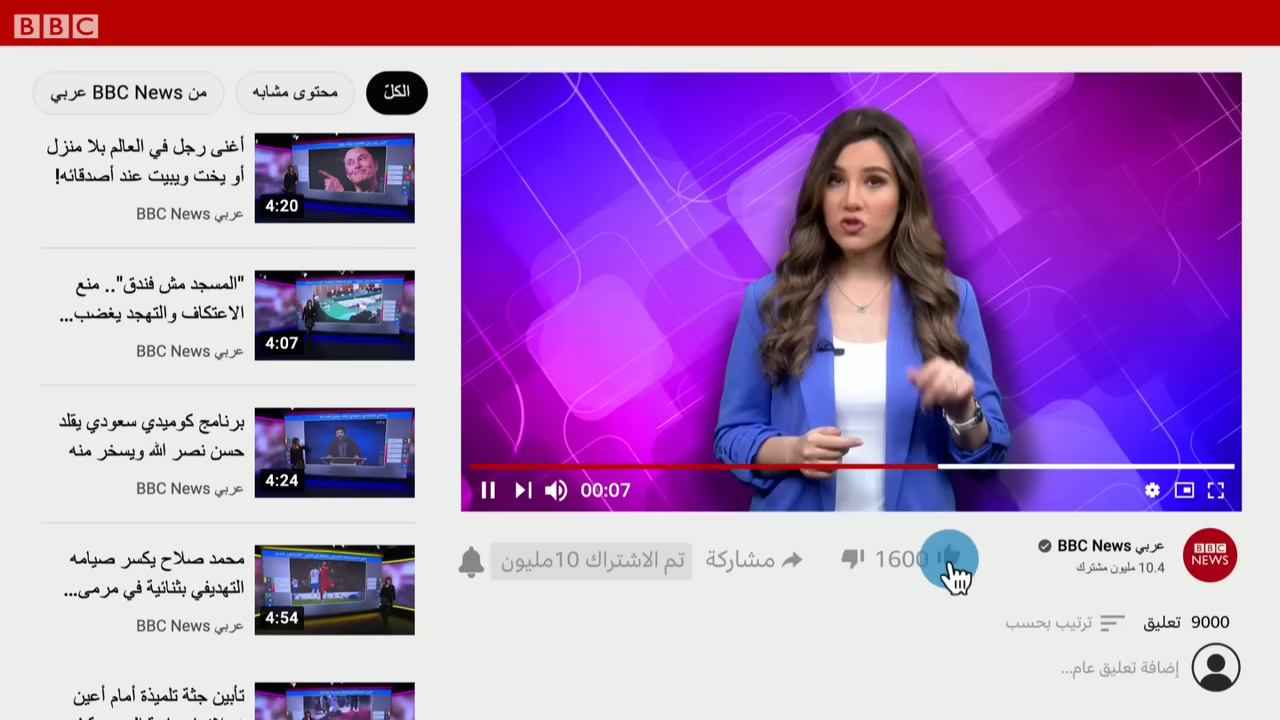 BBC
الكلّ
محتوى مشابه
من BBC News عربي
أغنى رجل في العالم بلا منزل
أو يخت ويبيت عند أصدقائه!
عربي BBC News
4:20
"المسجد مش فندق".. منع
الاعتكاف والتهجد يغضب...
عربي BBC News
4:07
برنامج كوميدي سعودي يقلد
حسن نصر الله ويسخر منه
عربي BBC News
4:24
محمد صلاح يكسر صيامه
التهديفي بثنائية في مرمى...
عربي BBC News
4:54
تأبين جثة تلميذة أمام أعين
00:07
BBC
NEWS
عربي BBC News
10.4 مليون مشترك
1600
مشاركة
تم الاشتراك 10مليون
9000 تعليق
ترتيب بحسب
إضافة تعليق عام...